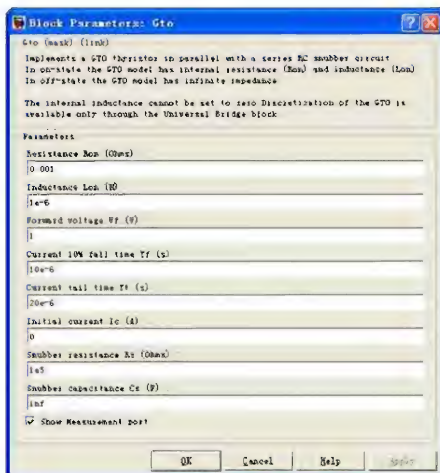 Block Parameters: Gto
Gto (mask) (link)
Implements a GTO thyristor in parallel with a series RC snubber circuit
In on-state the GTO model has internal resistance (Ron) and inductance (Lon)
In off-state the GTO model has infinite impedance
The internal inductance cannot be set to zero Discretization of the GTO is
available only through the Universal Bridge block
Parameters
Resistance Ron (Ohms)
0 001
Inductance Lon (H)
1e-6
Forward voltage Vf (V)
1
Current 10% fall time Tf (s)
10e-6
Current tail time Tt (s)
20e-6
Initial current Ic (A)
0
Snubber resistance Rs (Ohms)
1e5
Snubber capacitance Cs (F)
inf
Show Measurement port
OK
Cancel
Help
Apply